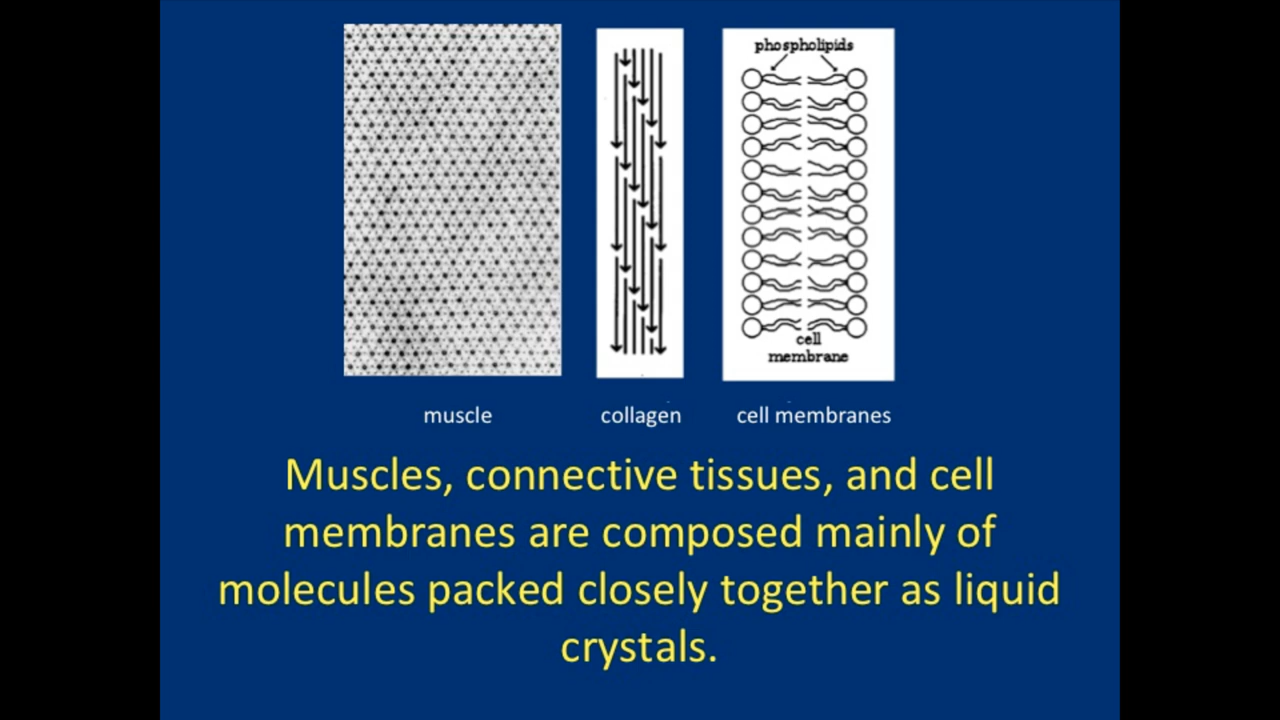 phospholipids
cell
membrane
muscle
collagen
cell membranes
Muscles, connective tissues, and cell
membranes are composed mainly of
molecules packed closely together as liquid
crystals.